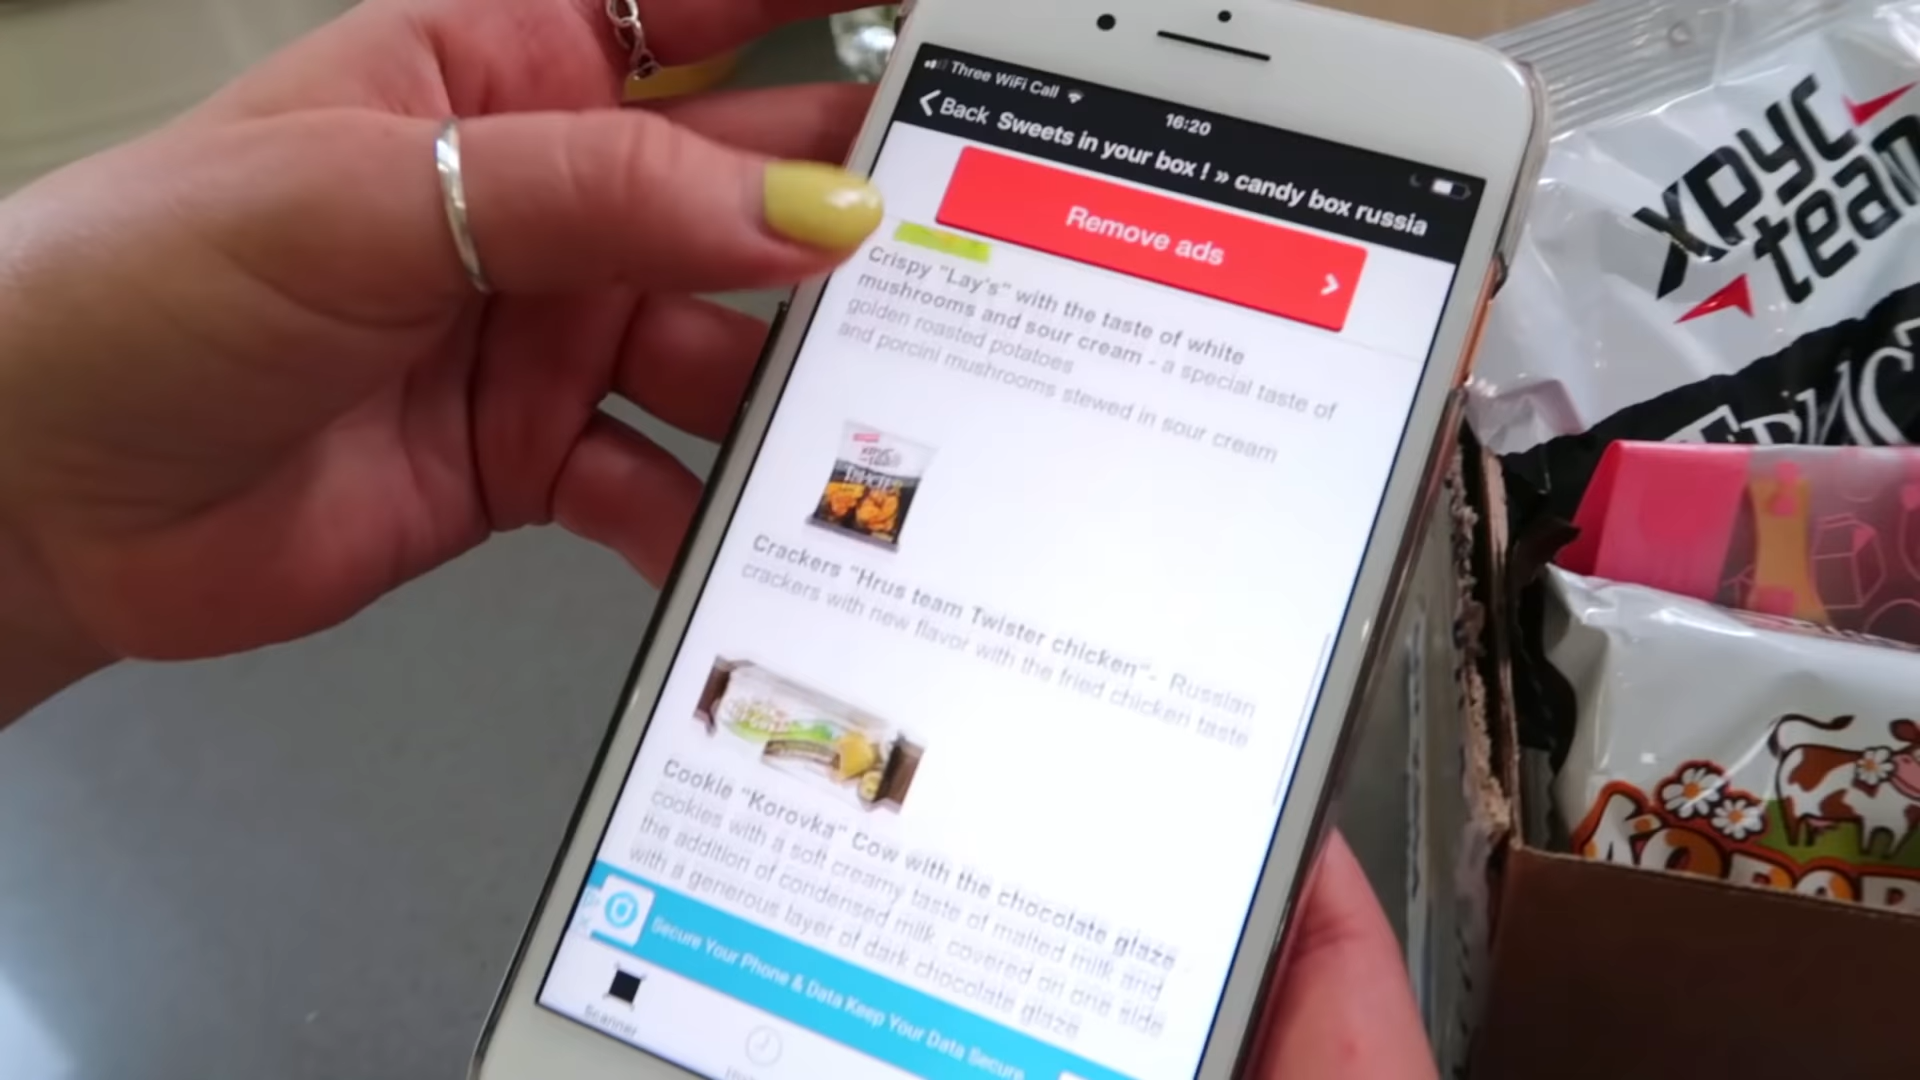 Three WiFi Call
16:20
Back Sweets in your box ! » candy box russia
Remove ads
Crispy "Lay's" with the taste of white
mushrooms and sour cream - a special taste of
golden roasted potatoes
and porcini mushrooms stewed in sour cream
Crackers "Hrus team Twister chicken"- Russian
crackers with new flavor with the fried chicken taste
Cookie "Korovka" Cow with the chocolate glaze
cookies with a soft creamy taste of malted milk and
the addition of condensed milk, covered on one side
with a generous layer of dark chocolate glaze
Secure Your Phone & Data Keep Your Data Secure
Scanner
хрус
team